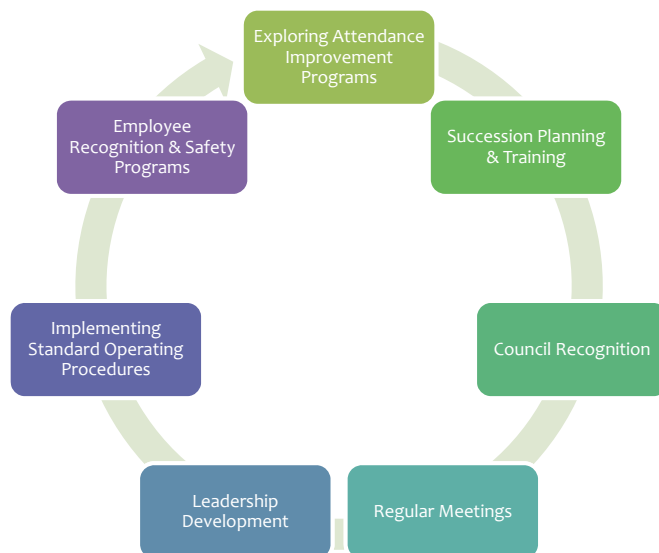 Exploring Attendance
Improvement
Programs
Succession Planning
& Training
Council Recognition
Regular Meetings
Leadership
Development
Implementing
Standard Operating
Procedures
Employee
Recognition & Safety
Programs